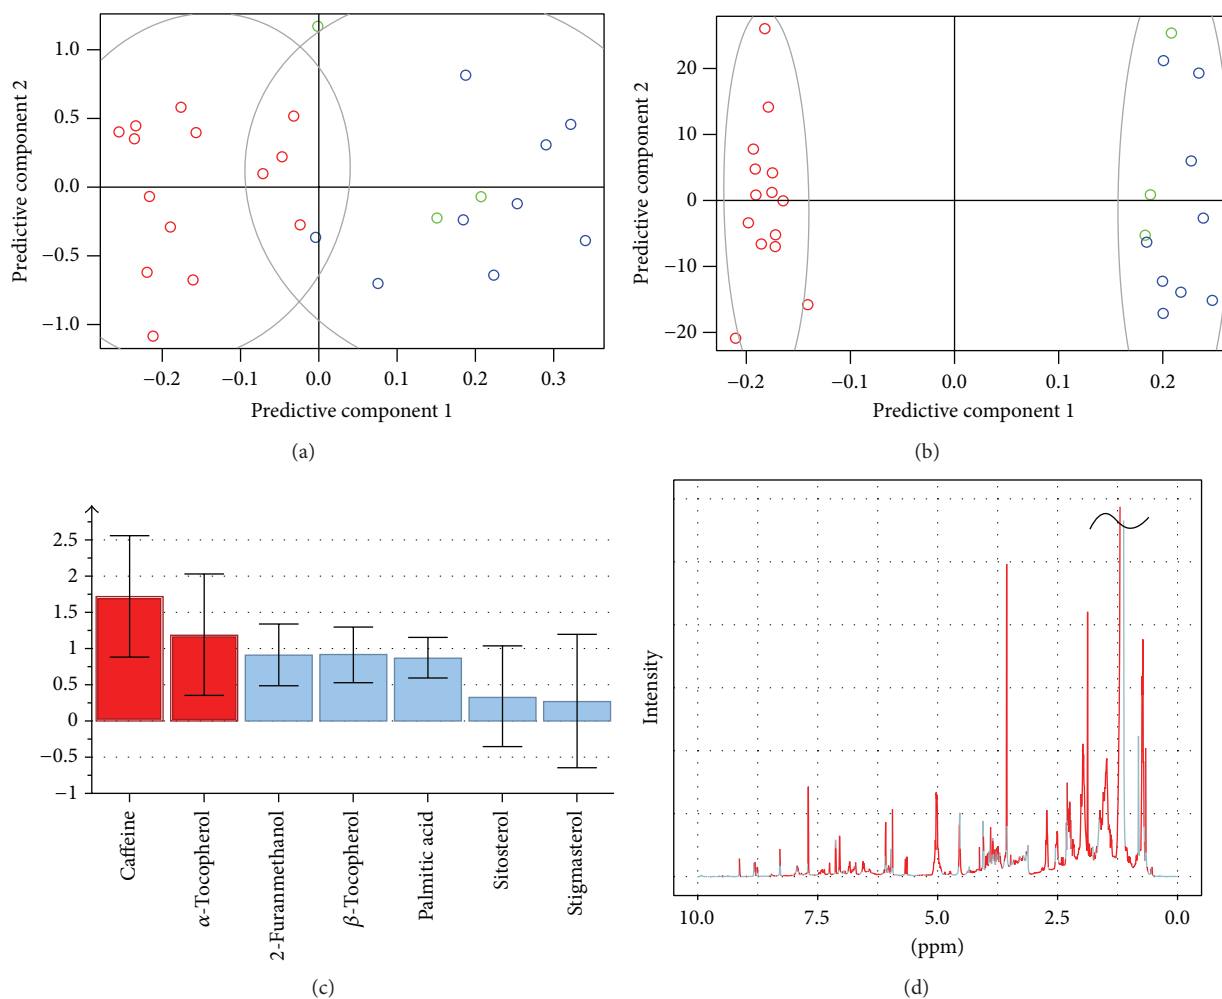 1.0
0.5
0.0
−0.5
−1.0
Predictive component 2
−0.2 −0.1 0.0 0.1 0.2 0.3
Predictive component 1
(a)
20
10
0
−10
−20
Predictive component 2
−0.2 −0.1 0.0 0.1 0.2
Predictive component 1
(b)
2.5
2
1.5
1
0.5
0
−0.5
−1
Caffeine
α-Tocopherol
2-Furanmethanol
β-Tocopherol
Palmitic acid
Sitosterol
Stigmasterol
(c)
Intensity
10.0 7.5 5.0 2.5 0.0
(ppm)
(d)